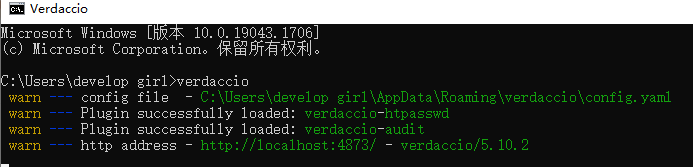 Verdaccio
Microsoft Windows [版本 10.0.19043.1706]
(c) Microsoft Corporation。保留所有权利。
C:\Users\develop girl>verdaccio
warn --- config file  - C:\Users\develop girl\AppData\Roaming\verdaccio\config.yaml
warn --- Plugin successfully loaded: verdaccio-htpasswd
warn --- Plugin successfully loaded: verdaccio-audit
warn --- http address - http://localhost:4873/ - verdaccio/5.10.2